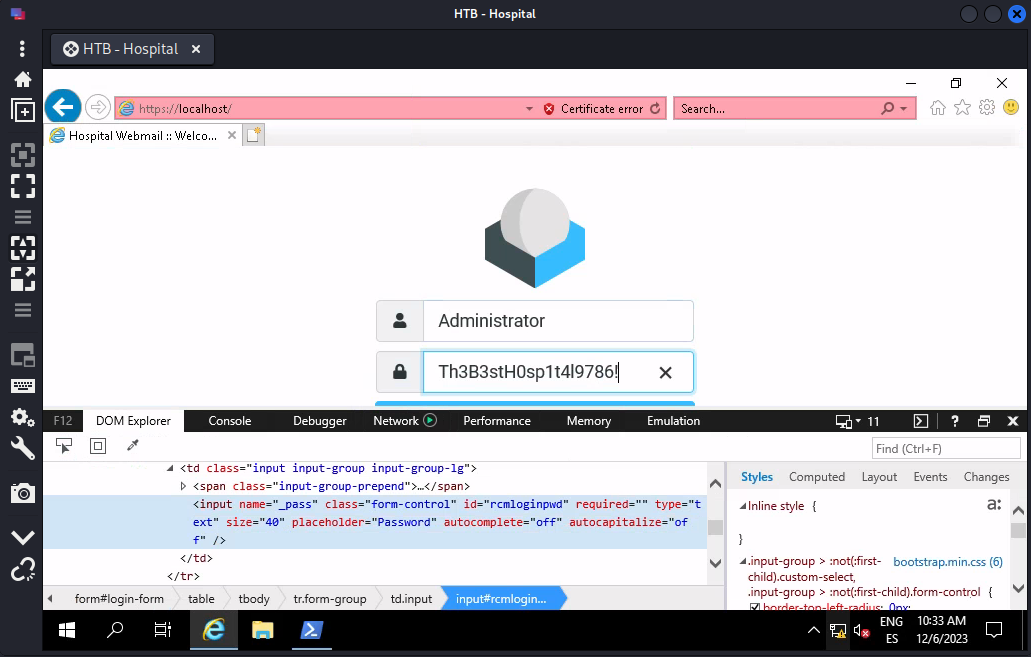 HTB - Hospital
HTB - Hospital
https://localhost/ Certificate error Search...
Hospital Webmail :: Welco...
Administrator
Th3B3stH0sp1t4l9786!
F12 DOM Explorer Console Debugger Network Performance Memory Emulation 11 ?
Find (Ctrl+F)
<td class="input input-group input-group-lg">
<span class="input-group-prepend">…</span>
<input name="_pass" class="form-control" id="rcmloginpwd" required="" type="t
ext" size="40" placeholder="Password" autocomplete="off" autocapitalize="of
f" />
</td>
</tr>
Styles Computed Layout Events Changes
Inline style {
a:
}
.input-group > :not(:first- bootstrap.min.css (6)
child).custom-select,
.input-group > :not(:first-child).form-control {
border-top-left-radius: 0px;
form#login-form table tbody tr.form-group td.input input#rcmlogin...
ENG 10:33 AM
ES 12/6/2023